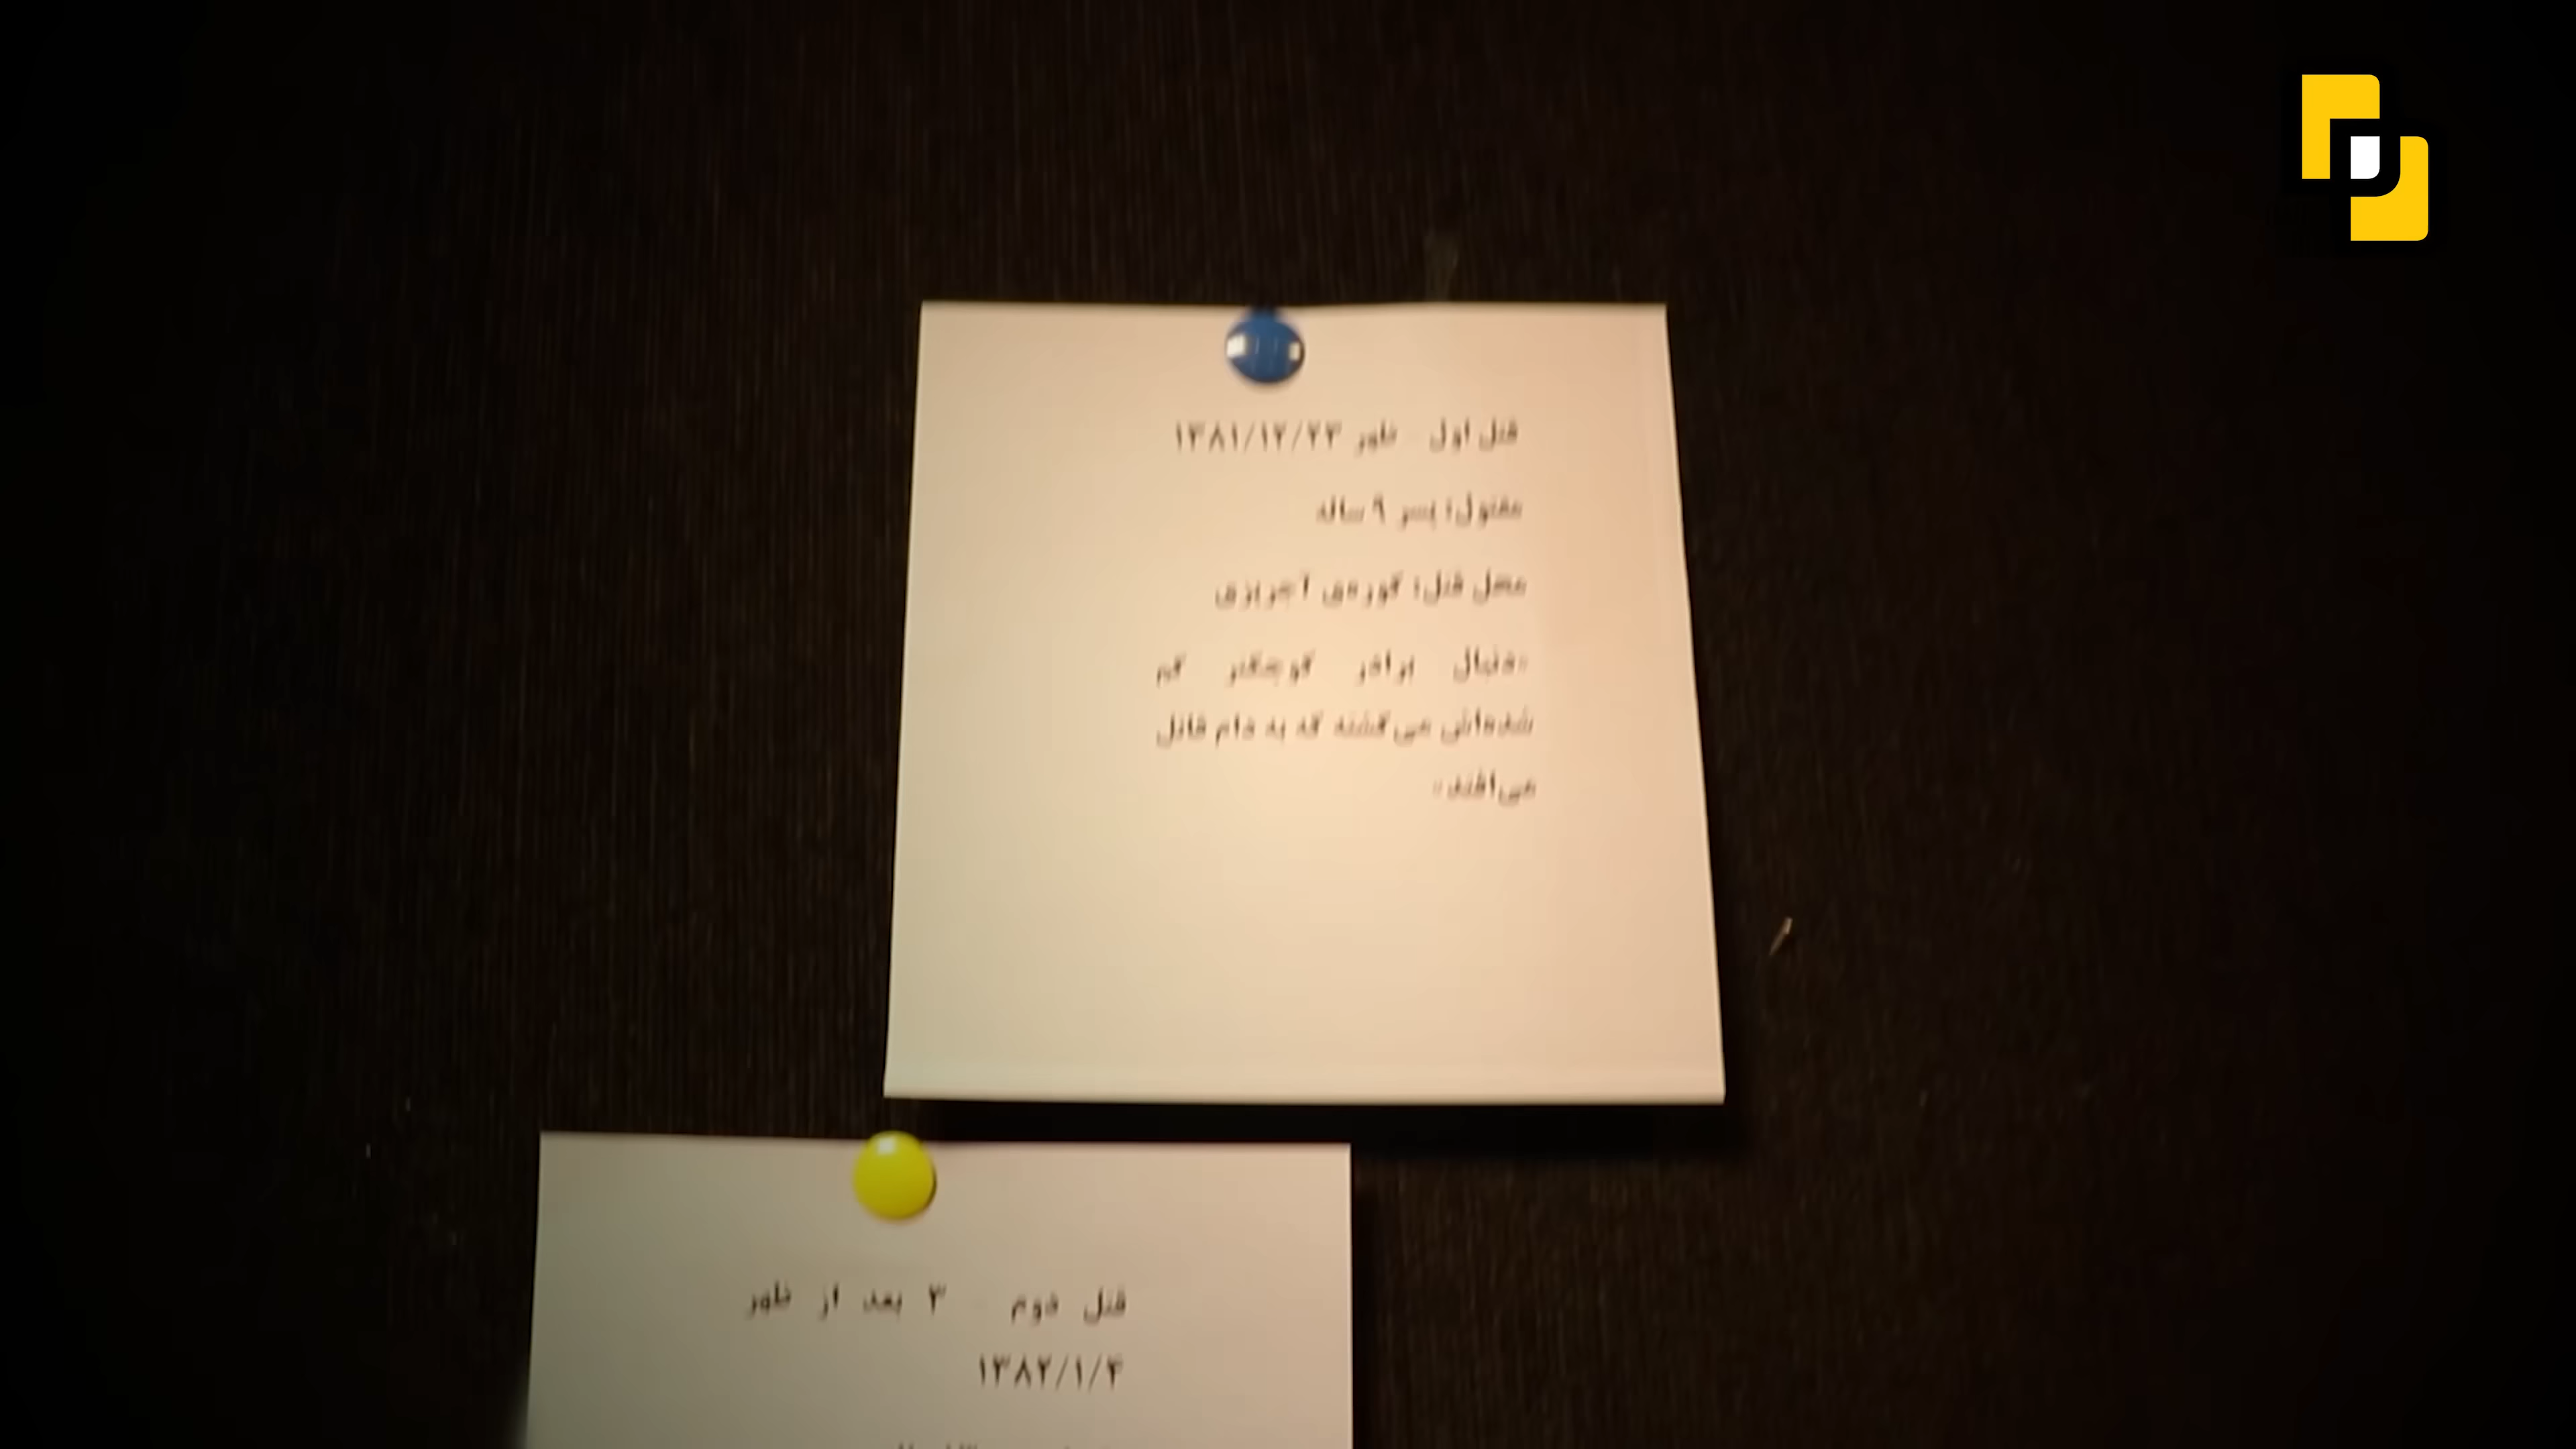 قتل اول - ظهر ۱۳۸۱/۱۲/۲۳
مقتول: پسر ۹ ساله
محل قتل: کوره‌ی آجرپزی
«دنبال برادر کوچکتر گم
شده‌اش می‌گشته که به دام قاتل
می‌افتد»
قتل دوم - ۳ بعد از ظهر
۱۳۸۲/۱/۴